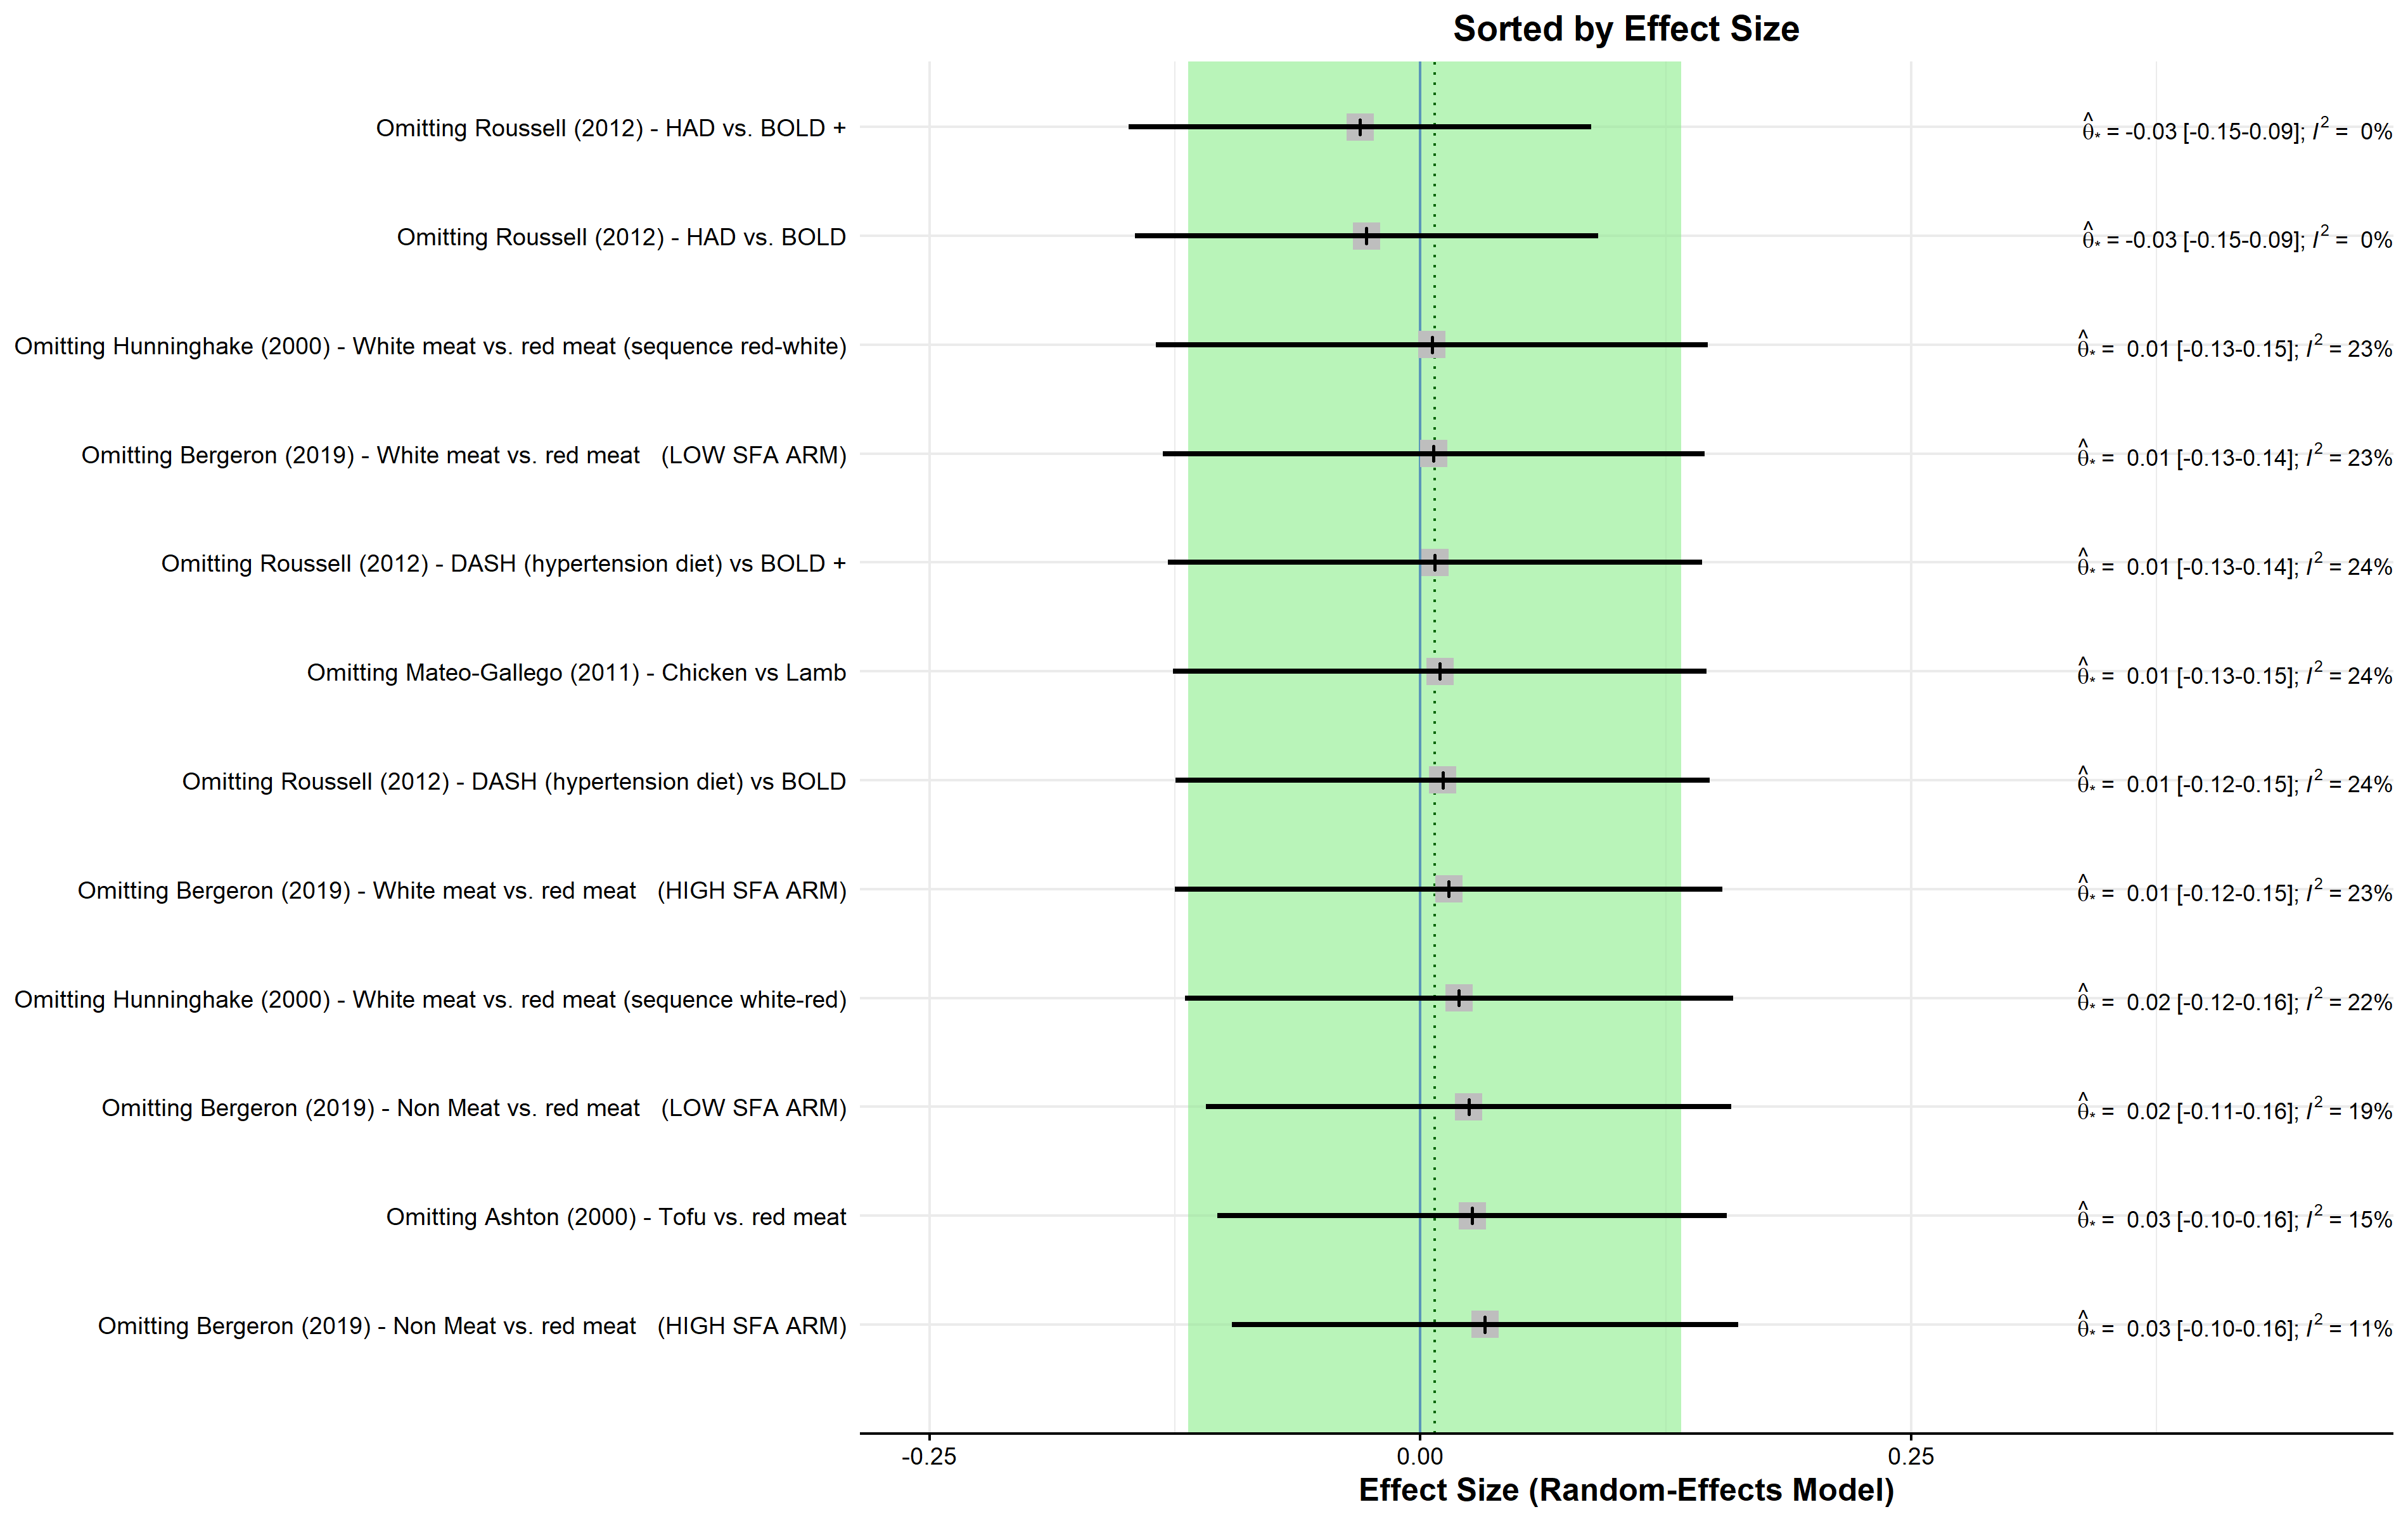 Sorted by Effect Size
Omitting Roussell (2012) - HAD vs. BOLD + θ̂* = -0.03 [-0.15-0.09]; I² = 0%
Omitting Roussell (2012) - HAD vs. BOLD θ̂* = -0.03 [-0.15-0.09]; I² = 0%
Omitting Hunninghake (2000) - White meat vs. red meat (sequence red-white) θ̂* = 0.01 [-0.13-0.15]; I² = 23%
Omitting Bergeron (2019) - White meat vs. red meat (LOW SFA ARM) θ̂* = 0.01 [-0.13-0.14]; I² = 23%
Omitting Roussell (2012) - DASH (hypertension diet) vs BOLD + θ̂* = 0.01 [-0.13-0.14]; I² = 24%
Omitting Mateo-Gallego (2011) - Chicken vs Lamb θ̂* = 0.01 [-0.13-0.15]; I² = 24%
Omitting Roussell (2012) - DASH (hypertension diet) vs BOLD θ̂* = 0.01 [-0.12-0.15]; I² = 24%
Omitting Bergeron (2019) - White meat vs. red meat (HIGH SFA ARM) θ̂* = 0.01 [-0.12-0.15]; I² = 23%
Omitting Hunninghake (2000) - White meat vs. red meat (sequence white-red) θ̂* = 0.02 [-0.12-0.16]; I² = 22%
Omitting Bergeron (2019) - Non Meat vs. red meat (LOW SFA ARM) θ̂* = 0.02 [-0.11-0.16]; I² = 19%
Omitting Ashton (2000) - Tofu vs. red meat θ̂* = 0.03 [-0.10-0.16]; I² = 15%
Omitting Bergeron (2019) - Non Meat vs. red meat (HIGH SFA ARM) θ̂* = 0.03 [-0.10-0.16]; I² = 11%
-0.25 0.00 0.25
Effect Size (Random-Effects Model)